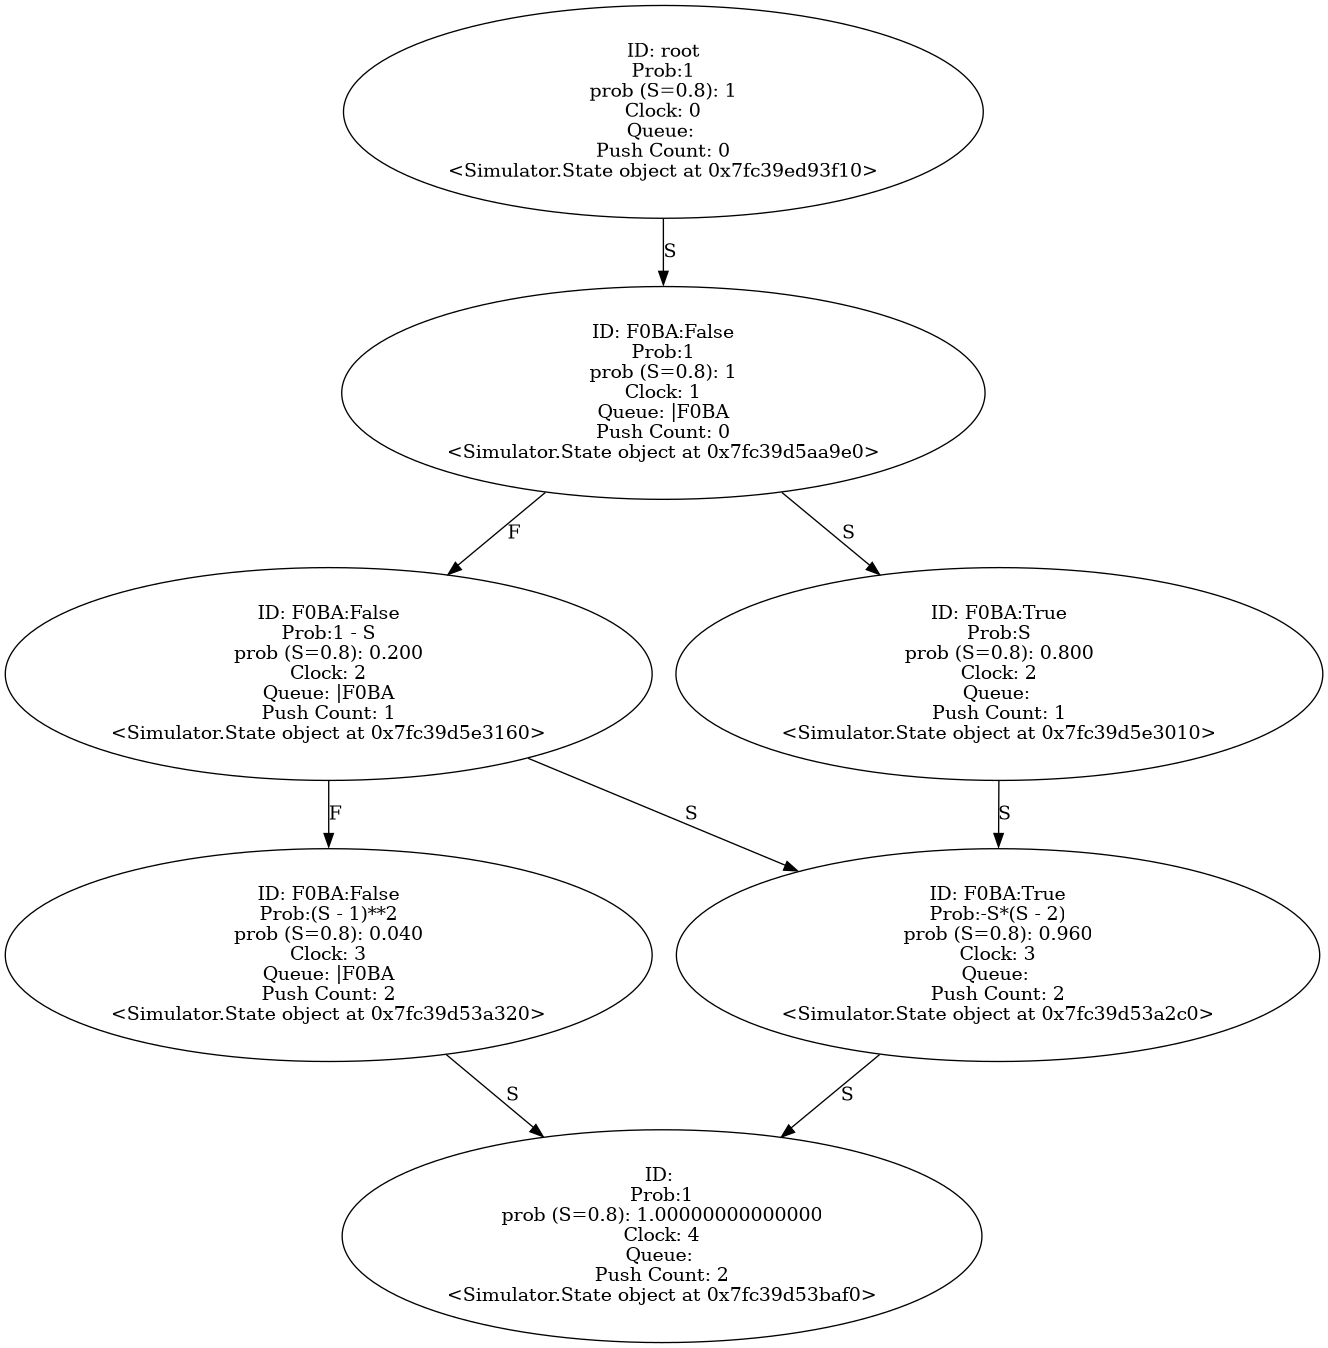 ID: root
Prob:1
prob (S=0.8): 1
Clock: 0
Queue:
Push Count: 0
<Simulator.State object at 0x7fc39ed93f10>
S
ID: F0BA:False
Prob:1
prob (S=0.8): 1
Clock: 1
Queue: |F0BA
Push Count: 0
<Simulator.State object at 0x7fc39d5aa9e0>
F
S
ID: F0BA:False
Prob:1 - S
prob (S=0.8): 0.200
Clock: 2
Queue: |F0BA
Push Count: 1
<Simulator.State object at 0x7fc39d5e3160>
ID: F0BA:True
Prob:S
prob (S=0.8): 0.800
Clock: 2
Queue:
Push Count: 1
<Simulator.State object at 0x7fc39d5e3010>
F
S
S
ID: F0BA:False
Prob:(S - 1)**2
prob (S=0.8): 0.040
Clock: 3
Queue: |F0BA
Push Count: 2
<Simulator.State object at 0x7fc39d53a320>
ID: F0BA:True
Prob:-S*(S - 2)
prob (S=0.8): 0.960
Clock: 3
Queue:
Push Count: 2
<Simulator.State object at 0x7fc39d53a2c0>
S
S
ID:
Prob:1
prob (S=0.8): 1.00000000000000
Clock: 4
Queue:
Push Count: 2
<Simulator.State object at 0x7fc39d53baf0>